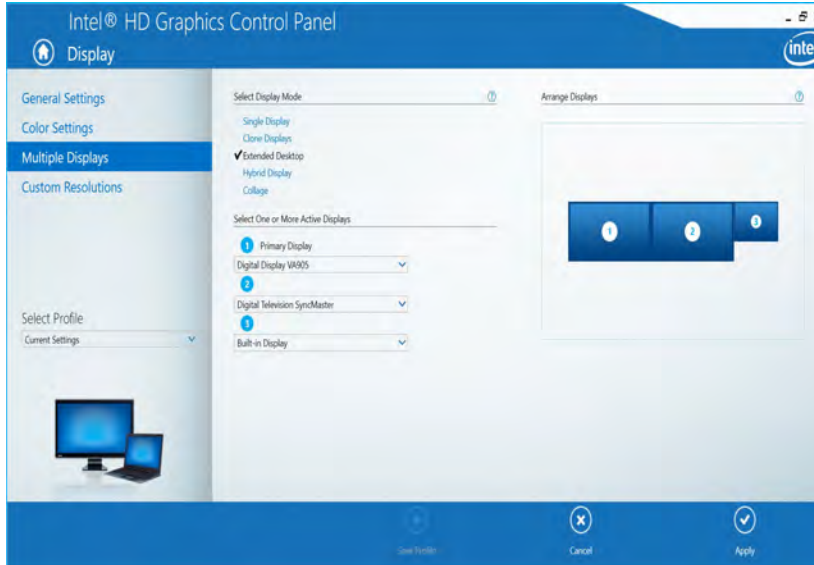 Intel® HD Graphics Control Panel
Display
inte
General Settings
Color Settings
Multiple Displays
Custom Resolutions
Select Profile
Current Settings
Select Display Mode
Single Display
Clone Displays
✔Extended Desktop
Hybrid Display
Collage
Select One or More Active Displays
1 Primary Display
Digital Display VA905
2
Digital Television SyncMaster
3
Built-in Display
Arrange Displays
1 2 3
Save Profile
Cancel
Apply